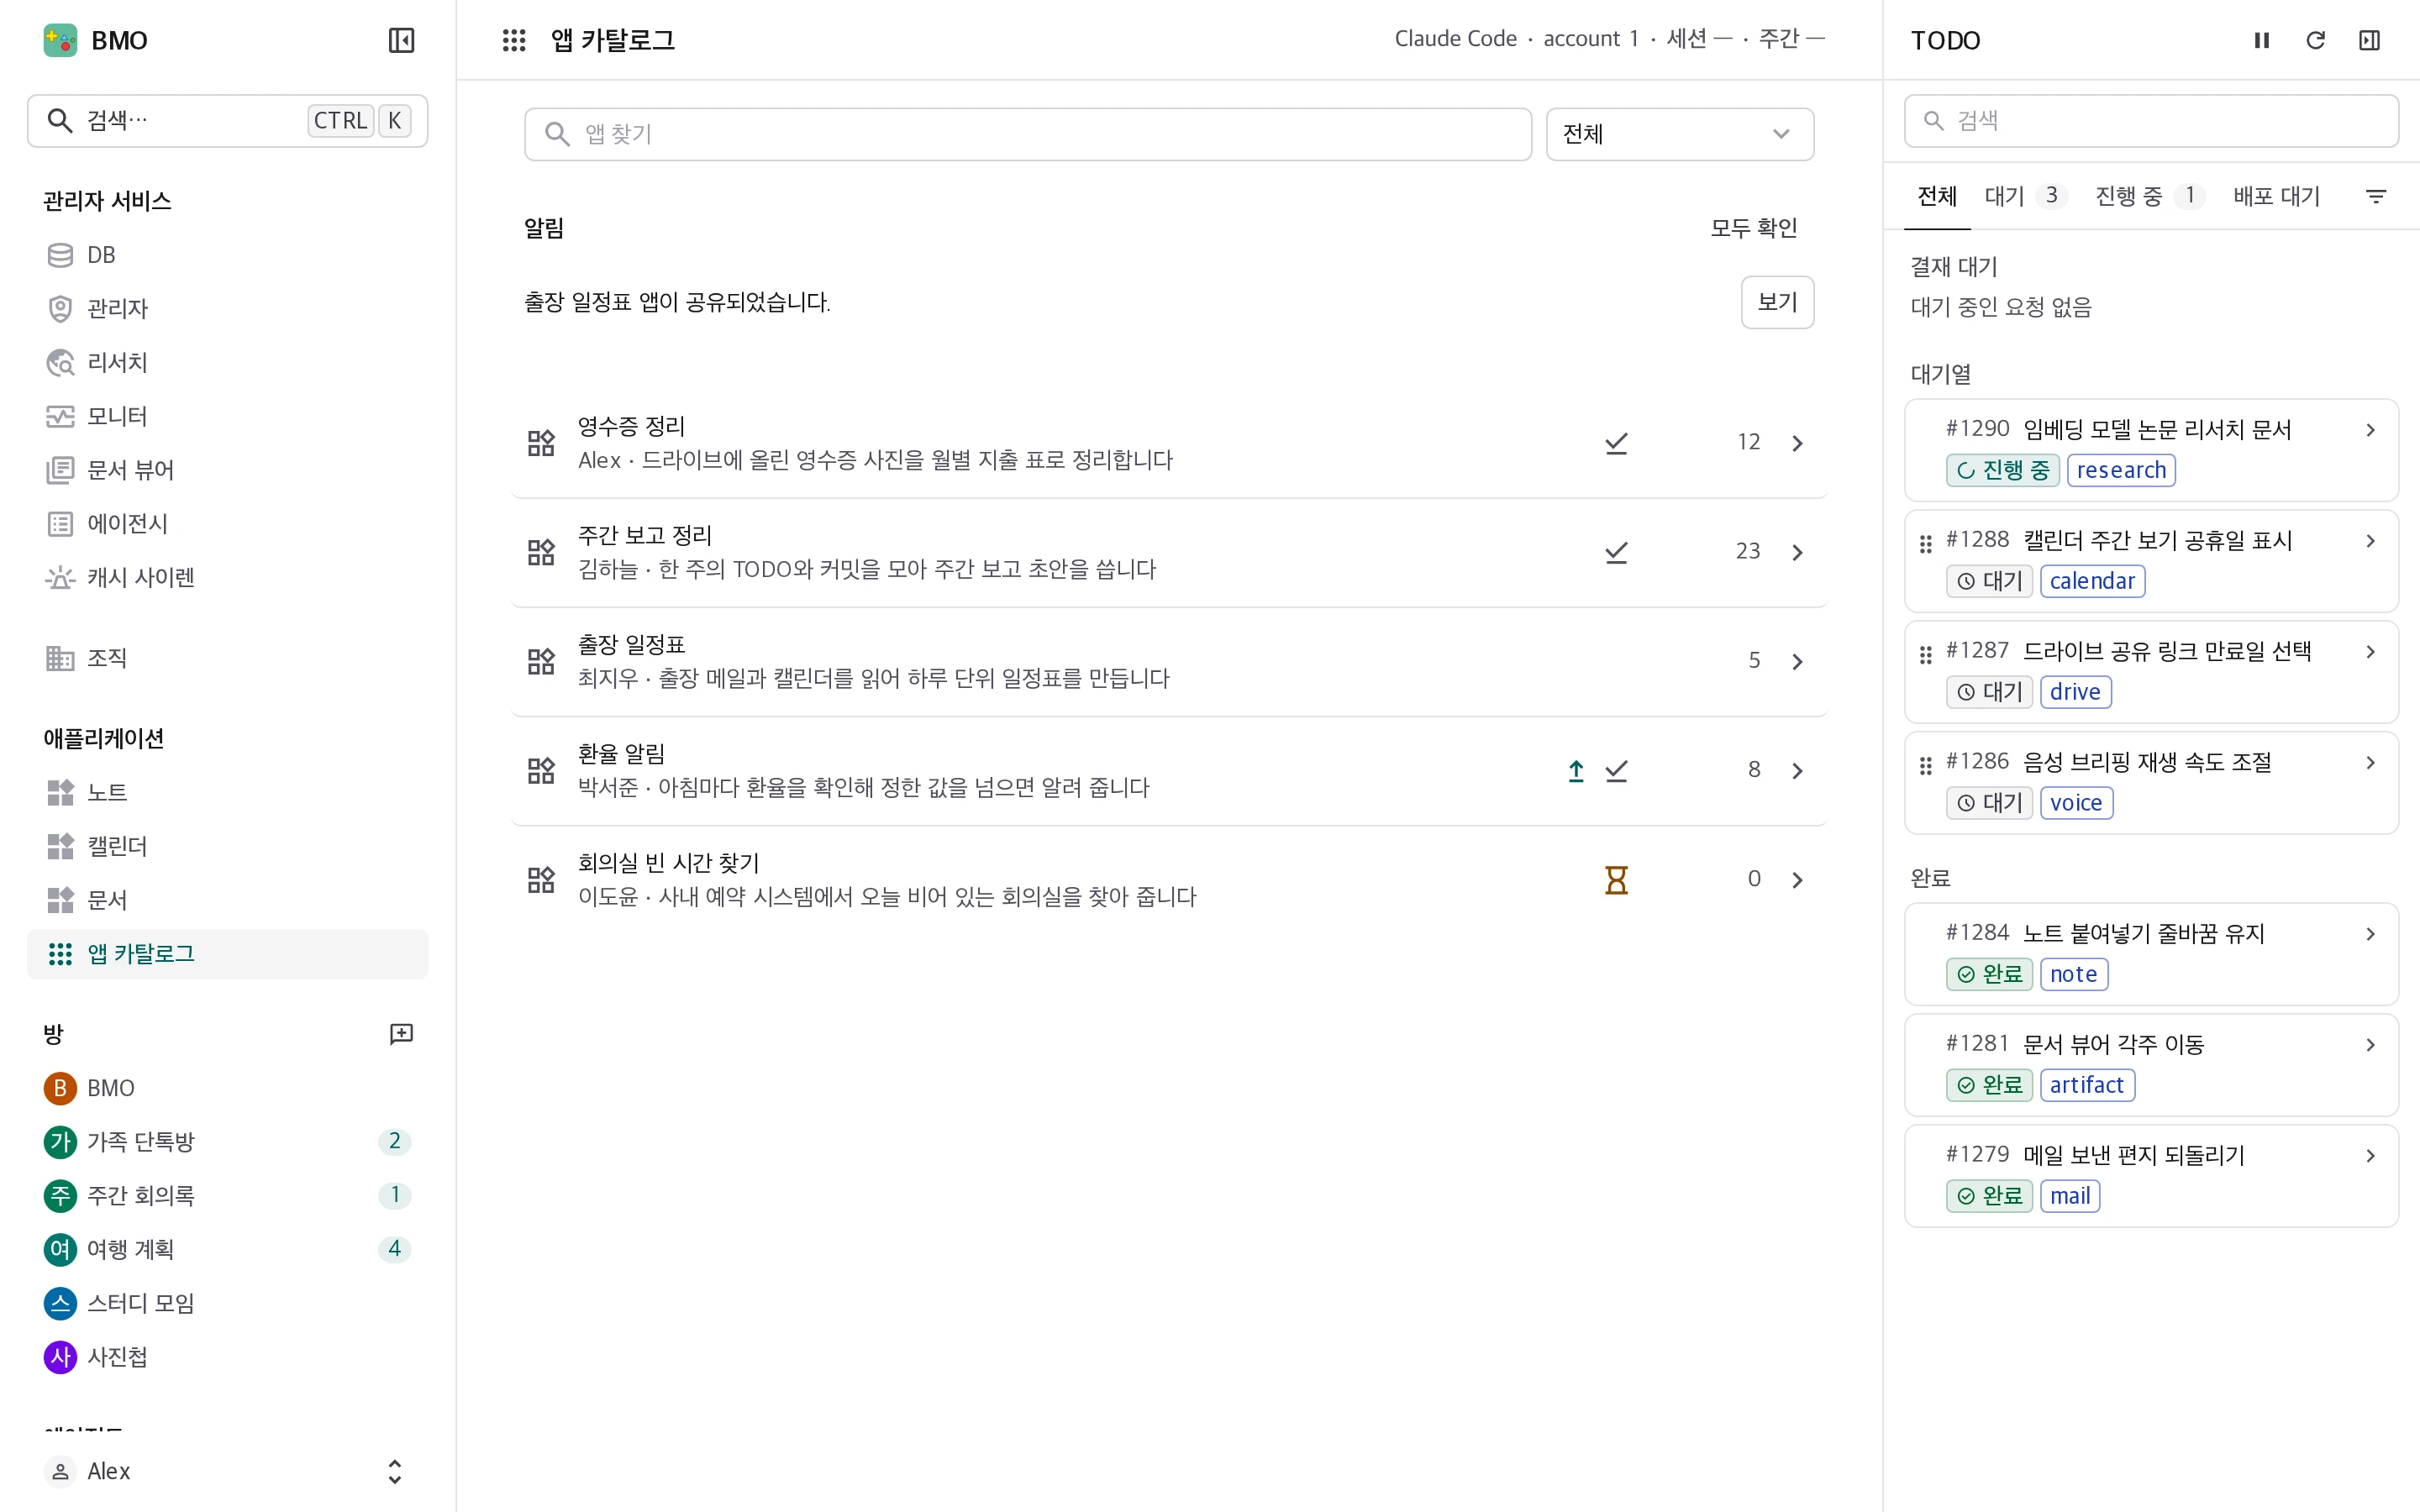 BMO
검색…
CTRL K
관리자 서비스
DB
관리자
리서치
모니터
문서 뷰어
에이전시
캐시 사이렌
조직
애플리케이션
노트
캘린더
문서
앱 카탈로그
방
B BMO
가 가족 단톡방 2
주 주간 회의록 1
여 여행 계획 4
스 스터디 모임
사 사진첩
Alex
앱 카탈로그
Claude Code · account 1 · 세션 — · 주간 —
앱 찾기
전체
알림
모두 확인
출장 일정표 앱이 공유되었습니다.
보기
영수증 정리
Alex · 드라이브에 올린 영수증 사진을 월별 지출 표로 정리합니다
12
주간 보고 정리
김하늘 · 한 주의 TODO와 커밋을 모아 주간 보고 초안을 씁니다
23
출장 일정표
최지우 · 출장 메일과 캘린더를 읽어 하루 단위 일정표를 만듭니다
5
환율 알림
박서준 · 아침마다 환율을 확인해 정한 값을 넘으면 알려 줍니다
8
회의실 빈 시간 찾기
이도윤 · 사내 예약 시스템에서 오늘 비어 있는 회의실을 찾아 줍니다
0
TODO
검색
전체 대기 3 진행 중 1 배포 대기
결재 대기
대기 중인 요청 없음
대기열
#1290 임베딩 모델 논문 리서치 문서
진행 중 research
#1288 캘린더 주간 보기 공휴일 표시
대기 calendar
#1287 드라이브 공유 링크 만료일 선택
대기 drive
#1286 음성 브리핑 재생 속도 조절
대기 voice
완료
#1284 노트 붙여넣기 줄바꿈 유지
완료 note
#1281 문서 뷰어 각주 이동
완료 artifact
#1279 메일 보낸 편지 되돌리기
완료 mail